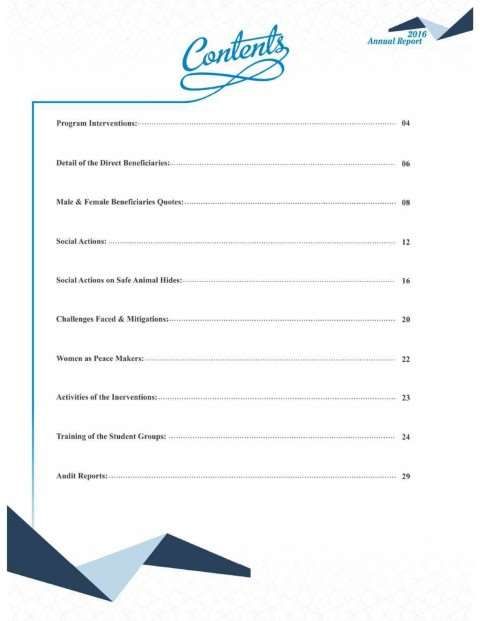 2016
Annual Report
Contents
Program Interventions: 04
Detail of the Direct Beneficiaries: 06
Male & Female Beneficiaries Quotes: 08
Social Actions: 12
Social Actions on Safe Animal Hides: 16
Challenges Faced & Mitigations: 20
Women as Peace Makers: 22
Activities of the Inerventions: 23
Training of the Student Groups: 24
Audit Reports: 29